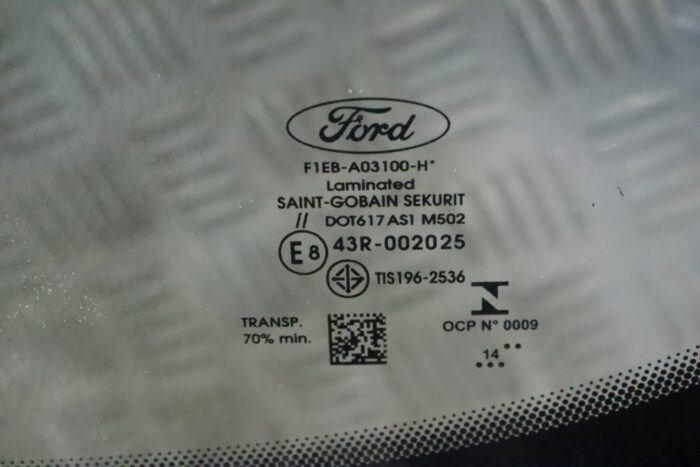 Ford
F1EB-A03100-H*
Laminated
SAINT-GOBAIN SEKURIT
// DOT617 AS1 M502
E8 43R-002025
TIS196-2536
TRANSP.
70% min.
N
OCP N° 0009
.. 
14
...